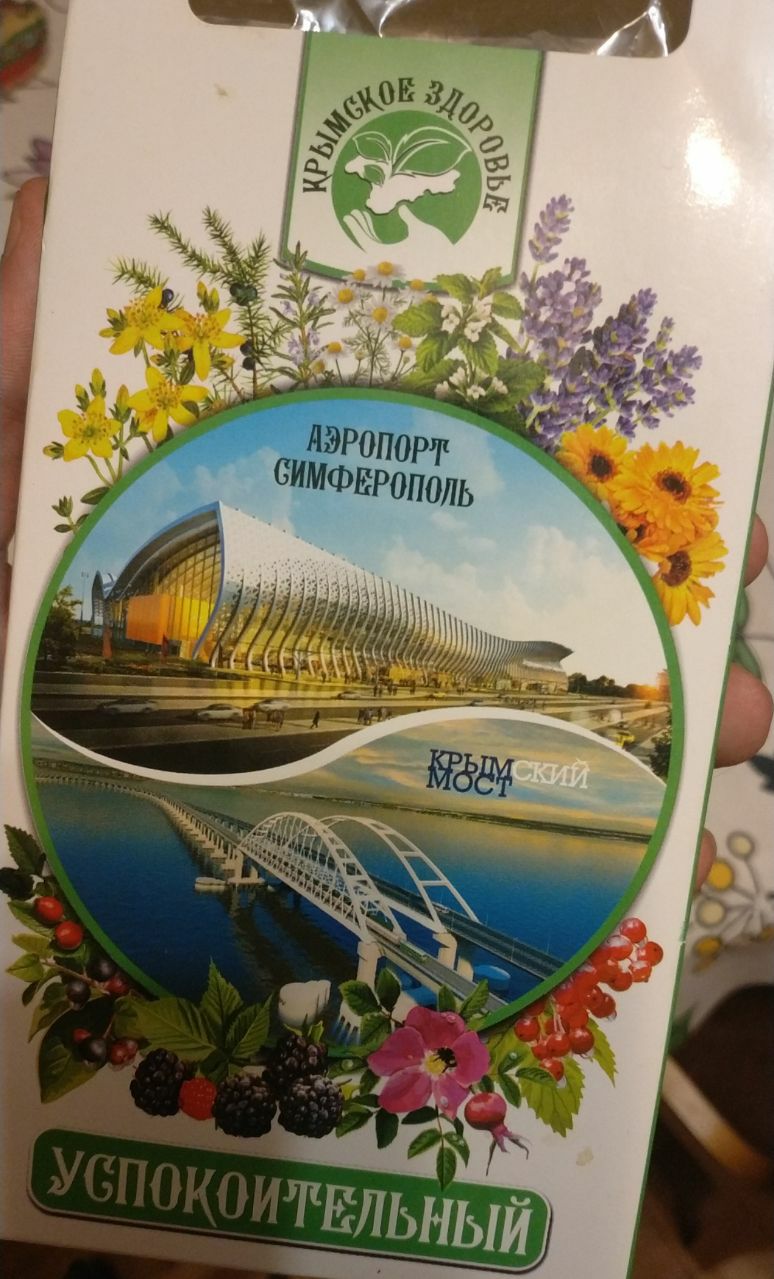 КРЫМСКОЕ ЗДОРОВЬЕ
АЭРОПОРТ
СИМФЕРОПОЛЬ
КРЫМСКИЙ
МОСТ
УСПОКОИТЕЛЬНЫЙ